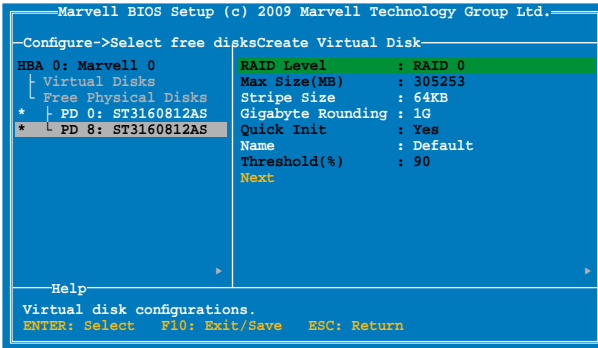 Marvell BIOS Setup (c) 2009 Marvell Technology Group Ltd.
Configure->Select free disksCreate Virtual Disk
HBA 0: Marvell 0
Virtual Disks
Free Physical Disks
* PD 0: ST3160812AS
* PD 8: ST3160812AS
RAID Level : RAID 0
Max Size(MB) : 305253
Stripe Size : 64KB
Gigabyte Rounding : 1G
Quick Init : Yes
Name : Default
Threshold(%) : 90
Next
Help
Virtual disk configurations.
ENTER: Select F10: Exit/Save ESC: Return